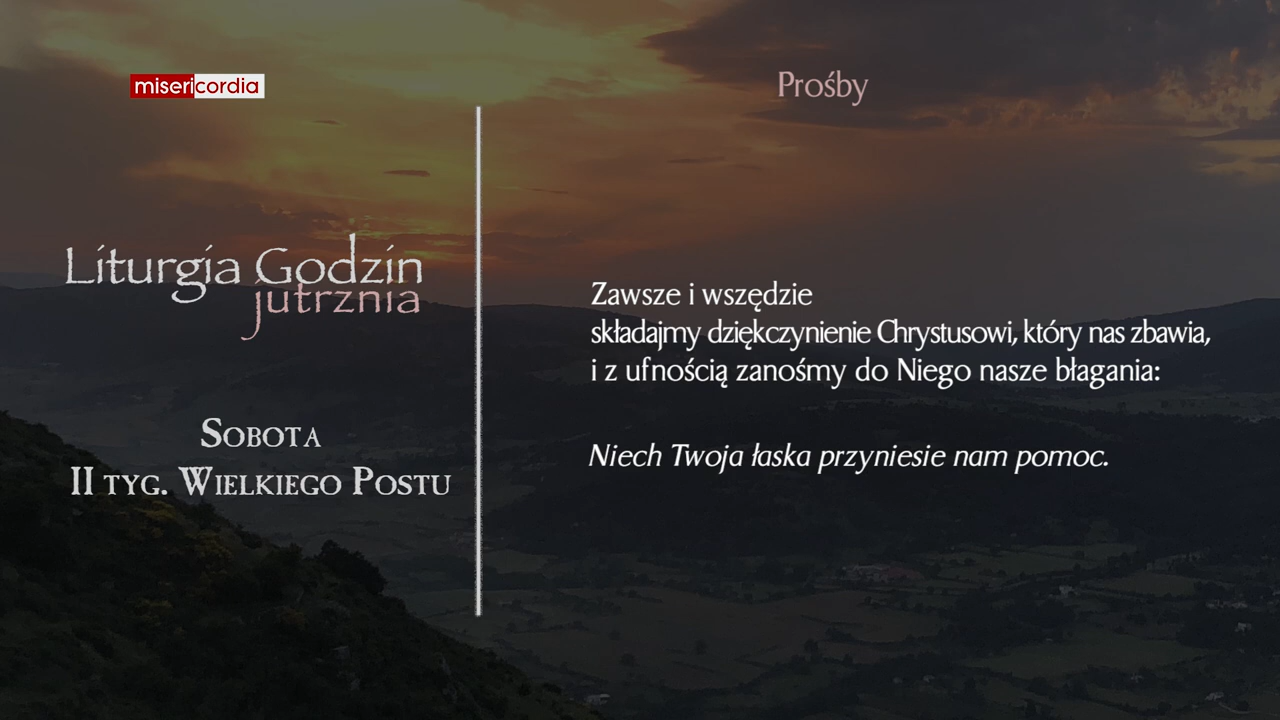 misericordia
Liturgia Godzin
jutrznia
Sobota
II tyg. Wielkiego Postu
Prośby
Zawsze i wszędzie
składajmy dziękczynienie Chrystusowi, który nas zbawia,
i z ufnością zanośmy do Niego nasze błagania:
Niech Twoja łaska przyniesie nam pomoc.